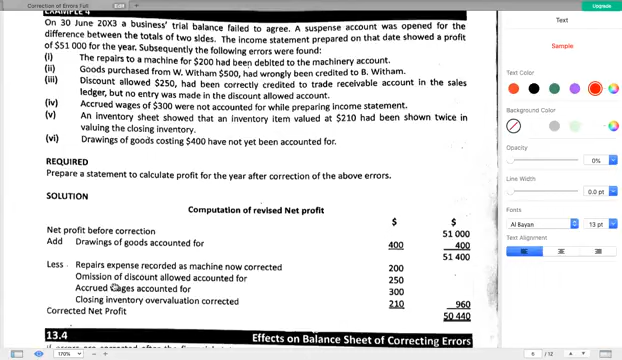 Correction of Errors Full
Edit
+
Upgrade
EXAMPLE 4
On 30 June 20X3 a business' trial balance failed to agree. A suspense account was opened for the
difference between the totals of two sides. The income statement prepared on that date showed a profit
of $51 000 for the year. Subsequently the following errors were found:
(i) The repairs to a machine for $200 had been debited to the machinery account.
(ii) Goods purchased from W. Witham $500, had wrongly been credited to B. Witham.
(iii) Discount allowed $250, had been correctly credited to trade receivable account in the sales
ledger, but no entry was made in the discount allowed account.
(iv) Accrued wages of $300 were not accounted for while preparing income statement.
(v) An inventory sheet showed that an inventory item valued at $210 had been shown twice in
valuing the closing inventory.
(vi) Drawings of goods costing $400 have not yet been accounted for.
REQUIRED
Prepare a statement to calculate profit for the year after correction of the above errors.
SOLUTION
Computation of revised Net profit
$ $
Net profit before correction 51 000
Add Drawings of goods accounted for 400 400
51 400
Less Repairs expense recorded as machine now corrected 200
Omission of discount allowed accounted for 250
Accrued wages accounted for 300
Closing inventory overvaluation corrected 210 960
Corrected Net Profit 50 440
13.4 Effects on Balance Sheet of Correcting Errors
Text
Sample
Text Color
Background Color
Opacity
0%
Line Width
0.0 pt
Fonts
Al Bayan 13 pt
Text Alignment
170%
6 /12